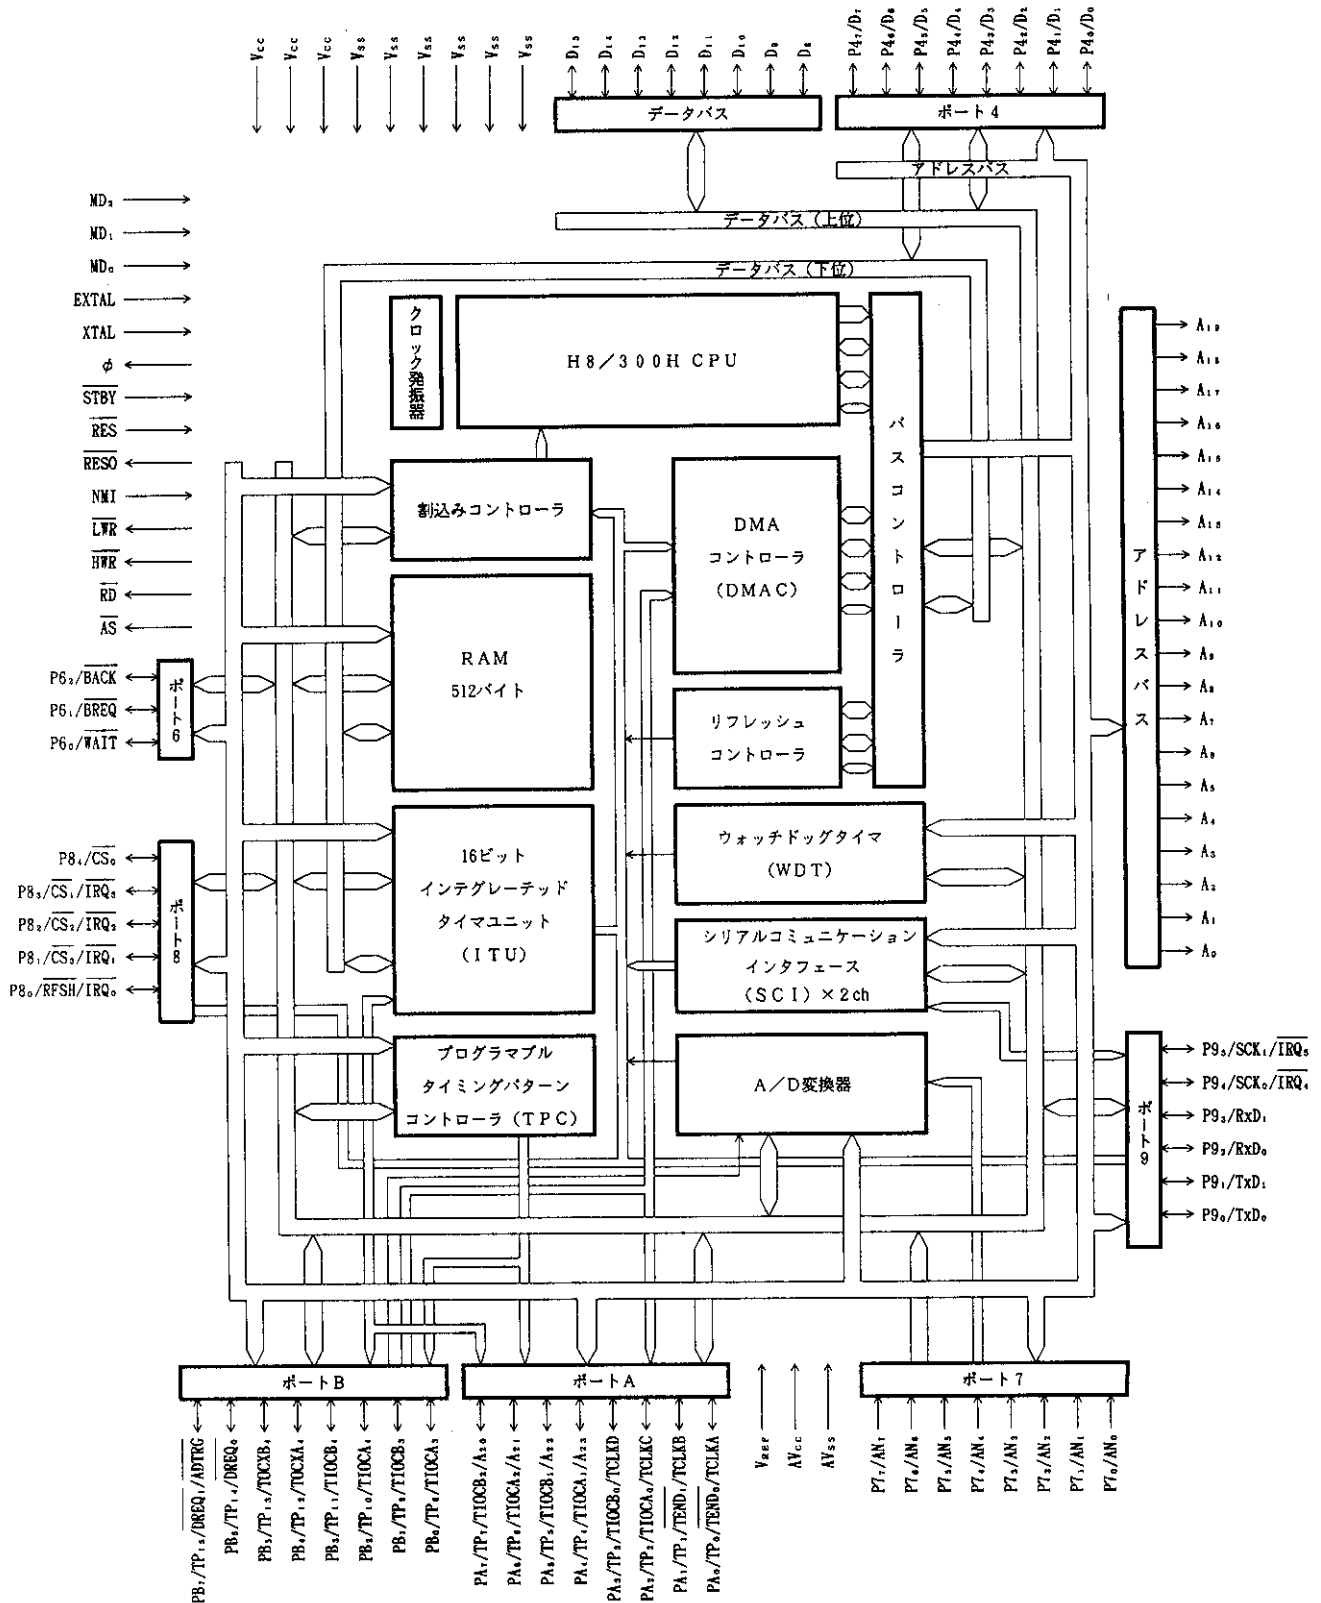 Vcc
Vcc
Vcc
Vss
Vss
Vss
Vss
Vss
Vss
D₁₅
D₁₄
D₁₃
D₁₂
D₁₁
D₁₀
D₉
D₈
P4₇/D₇
P4₆/D₆
P4₅/D₅
P4₄/D₄
P4₃/D₃
P4₂/D₂
P4₁/D₁
P4₀/D₀
データバス
ポート4
アドレスバス
データバス(上位)
データバス(下位)
MD₂
MD₁
MD₀
EXTAL
XTAL
φ
STBY
RES
RESO
NMI
LWR
HWR
RD
AS
P6₂/BACK
P6₁/BREQ
P6₀/WAIT
ポート6
P8₄/CS₀
P8₃/CS₁/IRQ₃
P8₂/CS₂/IRQ₂
P8₁/CS₃/IRQ₁
P8₀/RFSH/IRQ₀
ポート8
クロック発振器
H8/300H CPU
バスコントローラ
割込みコントローラ
DMA
コントローラ
(DMAC)
RAM
512バイト
リフレッシュ
コントローラ
16ビット
インテグレーテッド
タイマユニット
(ITU)
ウォッチドッグタイマ
(WDT)
シリアルコミュニケーション
インタフェース
(SCI)×2ch
プログラマブル
タイミングパターン
コントローラ(TPC)
A/D変換器
アドレスバス
A₁₉
A₁₈
A₁₇
A₁₆
A₁₅
A₁₄
A₁₃
A₁₂
A₁₁
A₁₀
A₉
A₈
A₇
A₆
A₅
A₄
A₃
A₂
A₁
A₀
ポート9
P9₅/SCK₁/IRQ₅
P9₄/SCK₀/IRQ₄
P9₃/RxD₁
P9₂/RxD₀
P9₁/TxD₁
P9₀/TxD₀
ポートB
ポートA
ポート7
PB₇/TP₁₅/DREQ₁/ADTRG
PB₆/TP₁₄/DREQ₀
PB₅/TP₁₃/TOCXB₄
PB₄/TP₁₂/TOCXA₄
PB₃/TP₁₁/TIOCB₄
PB₂/TP₁₀/TIOCA₄
PB₁/TP₉/TIOCB₃
PB₀/TP₈/TIOCA₃
PA₇/TP₇/TIOCB₂/A₂₀
PA₆/TP₆/TIOCA₂/A₂₁
PA₅/TP₅/TIOCB₁/A₂₂
PA₄/TP₄/TIOCA₁/A₂₃
PA₃/TP₃/TIOCB₀/TCLKD
PA₂/TP₂/TIOCA₀/TCLKC
PA₁/TP₁/TEND₁/TCLKB
PA₀/TP₀/TEND₀/TCLKA
VREF
AVcc
AVss
P7₇/AN₇
P7₆/AN₆
P7₅/AN₅
P7₄/AN₄
P7₃/AN₃
P7₂/AN₂
P7₁/AN₁
P7₀/AN₀